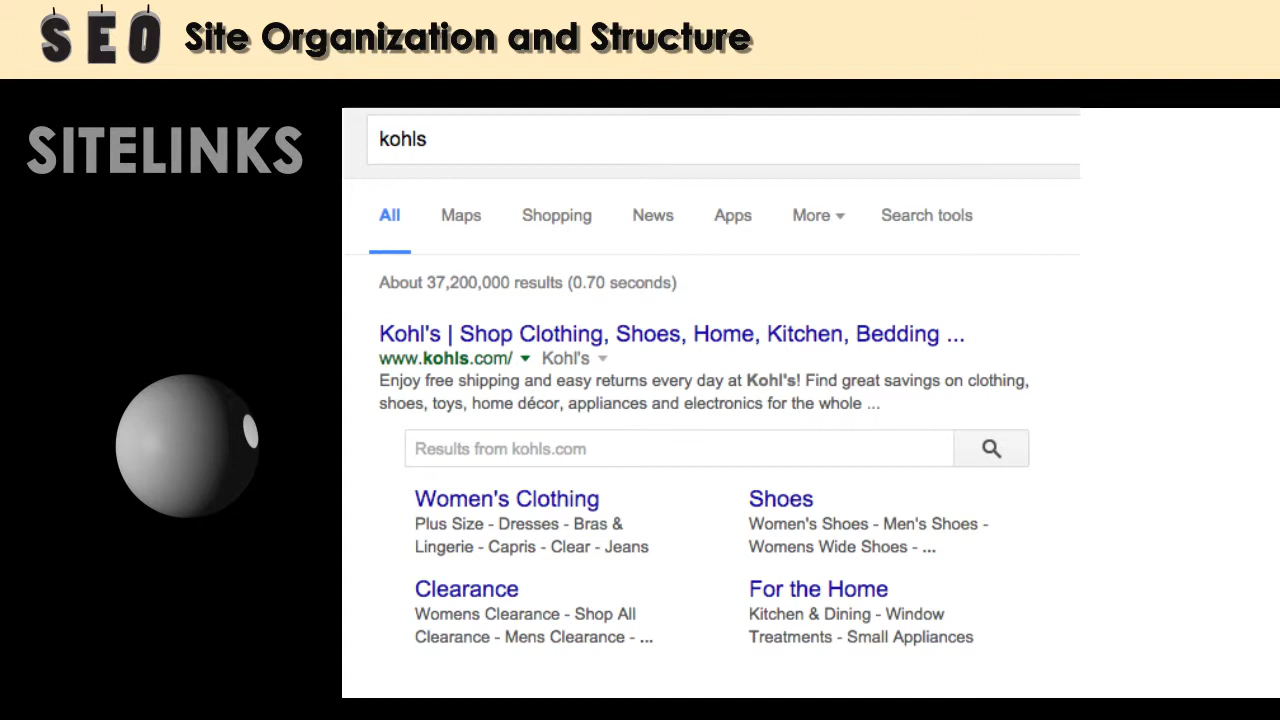 SEO Site Organization and Structure
SITELINKS
kohls
All Maps Shopping News Apps More Search tools
About 37,200,000 results (0.70 seconds)
Kohl's | Shop Clothing, Shoes, Home, Kitchen, Bedding ...
www.kohls.com/ Kohl's
Enjoy free shipping and easy returns every day at Kohl's! Find great savings on clothing,
shoes, toys, home décor, appliances and electronics for the whole ...
Results from kohls.com
Women's Clothing
Plus Size - Dresses - Bras &
Lingerie - Capris - Clear - Jeans
Shoes
Women's Shoes - Men's Shoes -
Womens Wide Shoes - ...
Clearance
Womens Clearance - Shop All
Clearance - Mens Clearance - ...
For the Home
Kitchen & Dining - Window
Treatments - Small Appliances